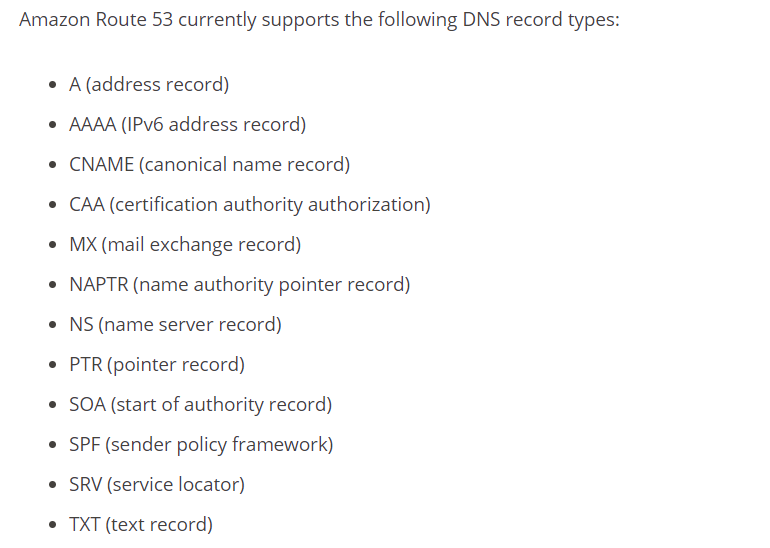 Amazon Route 53 currently supports the following DNS record types:
• A (address record)
• AAAA (IPv6 address record)
• CNAME (canonical name record)
• CAA (certification authority authorization)
• MX (mail exchange record)
• NAPTR (name authority pointer record)
• NS (name server record)
• PTR (pointer record)
• SOA (start of authority record)
• SPF (sender policy framework)
• SRV (service locator)
• TXT (text record)